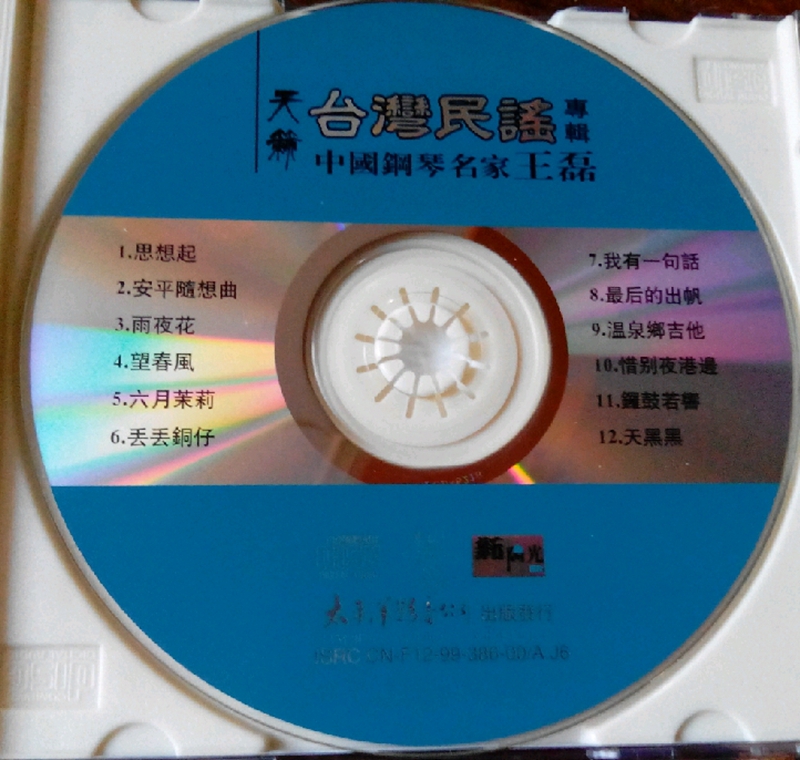 天籟
台灣民謠
專輯
中國鋼琴名家王磊
1.思想起
2.安平隨想曲
3.雨夜花
4.望春風
5.六月茉莉
6.丟丟銅仔
7.我有一句話
8.最后的出帆
9.溫泉鄉吉他
10.惜别夜港邊
11.鑼鼓若響
12.天黑黑
出版發行
ISRC CN-F12-99-386-00/A.J6